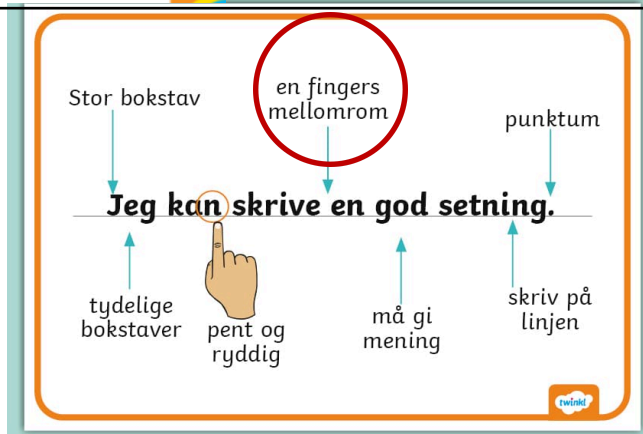 Stor bokstav
en fingers
mellomrom
punktum
Jeg kan skrive en god setning.
tydelige
bokstaver
pent og
ryddig
må gi
mening
skriv på
linjen
twinkl